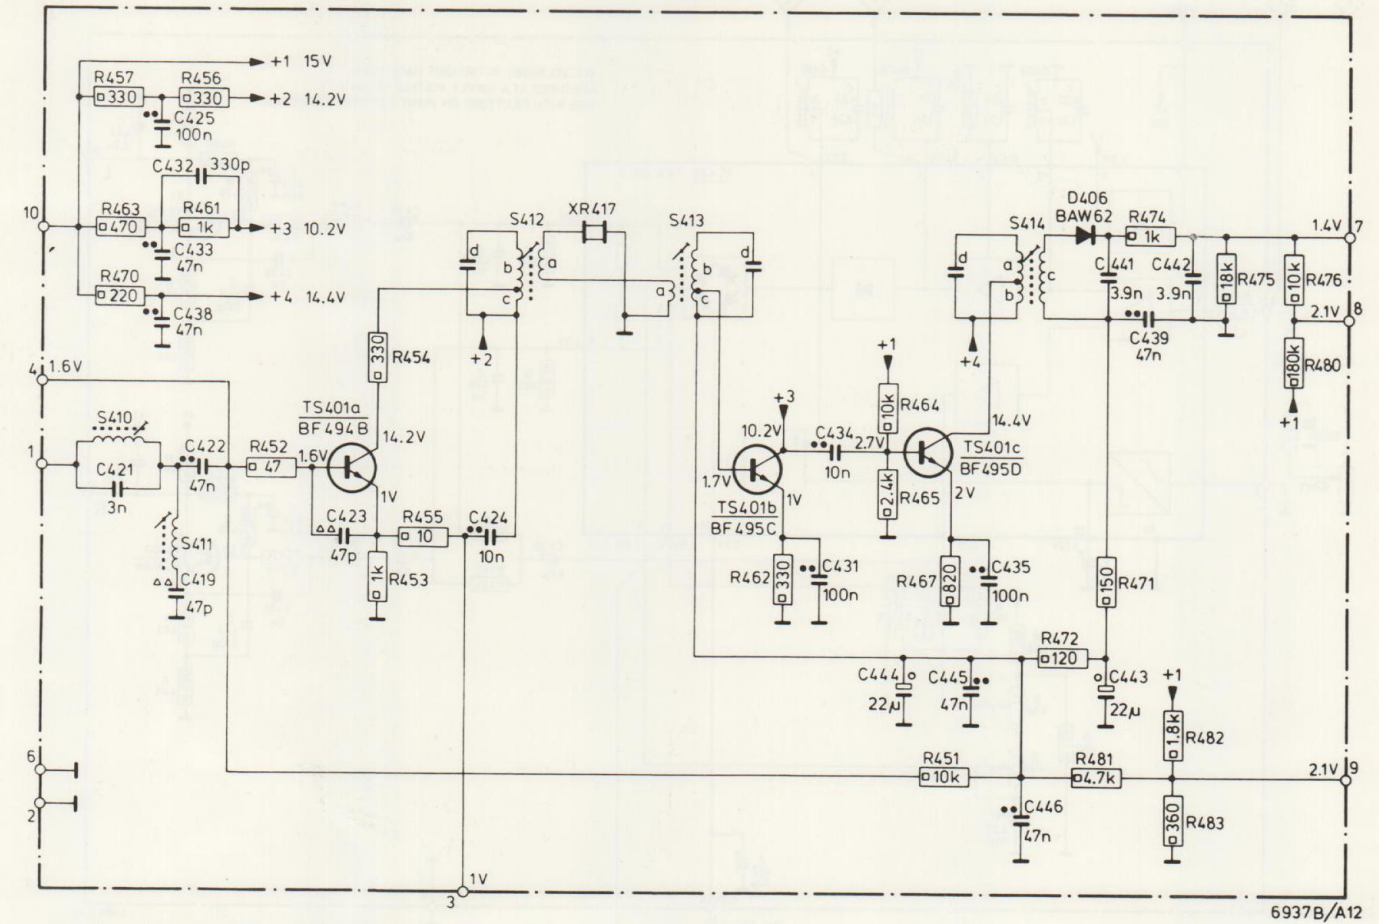 +1 15V
R457 R456
330 330 +2 14.2V
C425
100n
C432 330p
10 R463 R461
470 1k +3 10.2V
C433
47n
R470
220 +4 14.4V
C438
47n
4 1.6V
S410
1
C421
3n
C422
47n
R452
47
1.6V
S411
C419
47p
TS401a
BF494B
14.2V
1V
330 R454
C423
47p
R455
10
C424
10n
1k R453
S412
d b a c
+2
XR417
S413
a b c d
+3
10.2V
1.7V
1V
TS401b
BF495C
C434
10n
2.7V
+1
10k R464
2.4k R465
TS401c
BF495D
14.4V
2V
R462 330
C431
100n
R467 820
C435
100n
S414
d a b c
+4
D406
BAW62
R474
1k
C441
3.9n
C442
3.9n
C439
47n
18k R475
10k R476
1.4V 7
2.1V 8
180k R480
+1
150 R471
R472
120
C444
22µ
C445
47n
C443
22µ
+1
1.8k R482
R451
10k
R481
4.7k
2.1V 9
C446
47n
360 R483
6
2
1V
3
6937B/A12